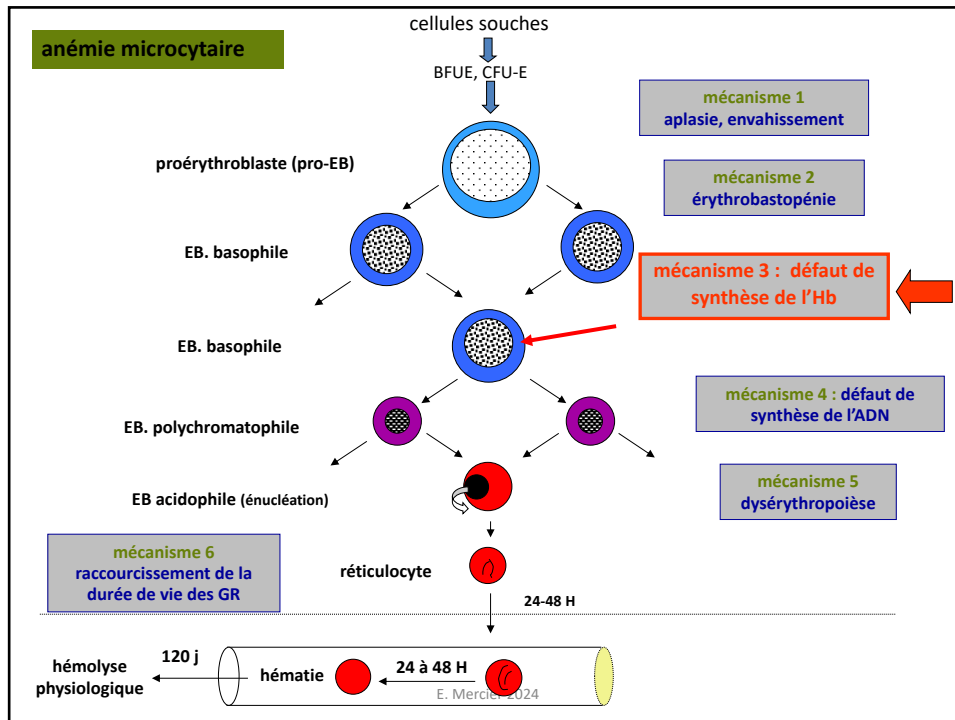 cellules souches
anémie microcytaire
BFUE, CFU-E
mécanisme 1
aplasie, envahissement
proérythroblaste (pro-EB)
mécanisme 2
érythrobastopénie
EB. basophile
mécanisme 3 : défaut de
synthèse de l’Hb
EB. basophile
mécanisme 4 : défaut de
synthèse de l’ADN
EB. polychromatophile
mécanisme 5
dysérythropoièse
EB acidophile (énucléation)
mécanisme 6
raccourcissement de la
durée de vie des GR
réticulocyte
24-48 H
120 j
hémolyse
physiologique
hématie
24 à 48 H
E. Mercier 2024